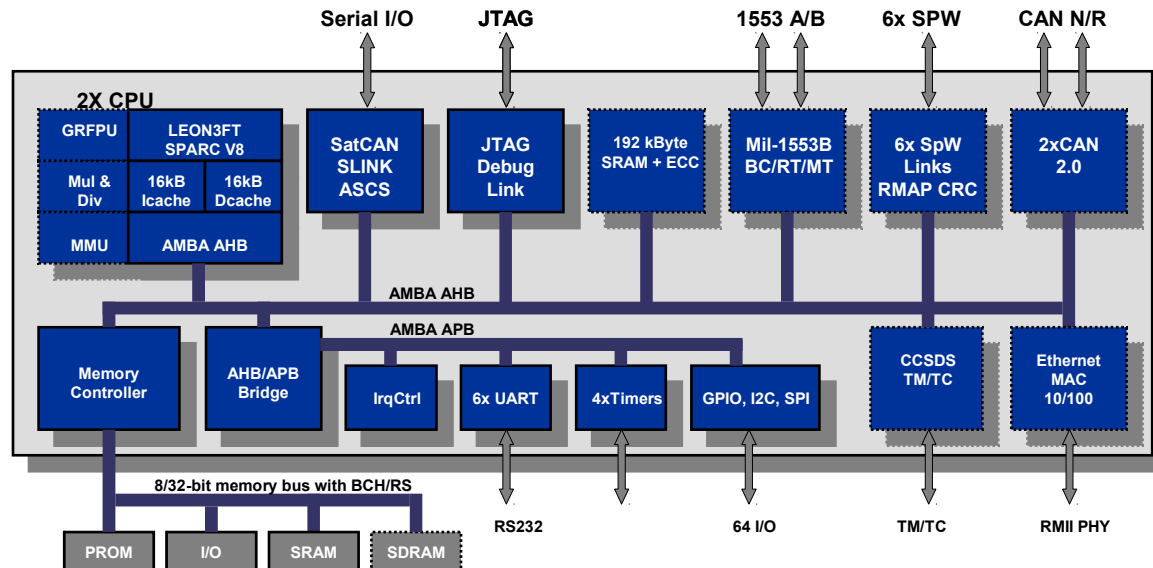 Serial I/O
JTAG
1553 A/B
6x SPW
CAN N/R
2X CPU
GRFPU
LEON3FT
SPARC V8
Mul &
Div
16kB
Icache
16kB
Dcache
MMU
AMBA AHB
SatCAN
SLINK
ASCS
JTAG
Debug
Link
192 kByte
SRAM + ECC
Mil-1553B
BC/RT/MT
6x SpW
Links
RMAP CRC
2xCAN
2.0
AMBA AHB
AMBA APB
Memory
Controller
AHB/APB
Bridge
IrqCtrl
6x UART
4xTimers
GPIO, I2C, SPI
CCSDS
TM/TC
Ethernet
MAC
10/100
8/32-bit memory bus with BCH/RS
RS232
64 I/O
TM/TC
RMII PHY
PROM
I/O
SRAM
SDRAM